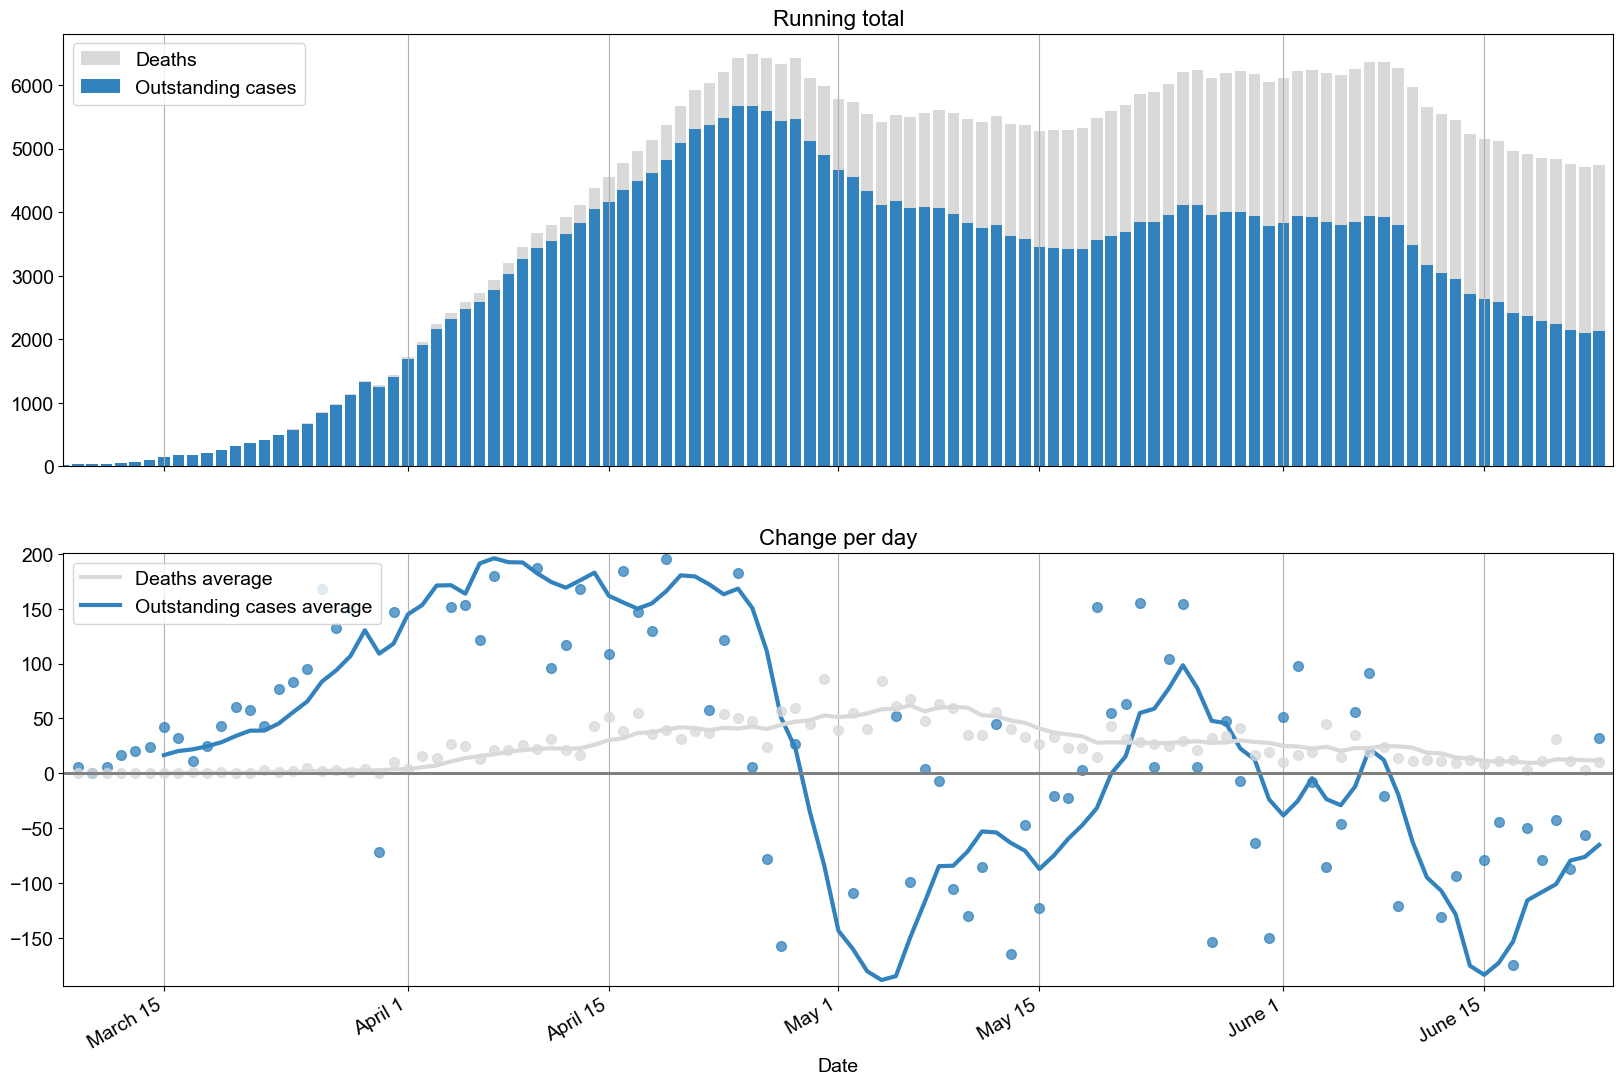 Running total
Deaths
Outstanding cases
6000
5000
4000
3000
2000
1000
0
Change per day
Deaths average
Outstanding cases average
200
150
100
50
0
−50
−100
−150
March 15
April 1
April 15
May 1
May 15
June 1
June 15
Date